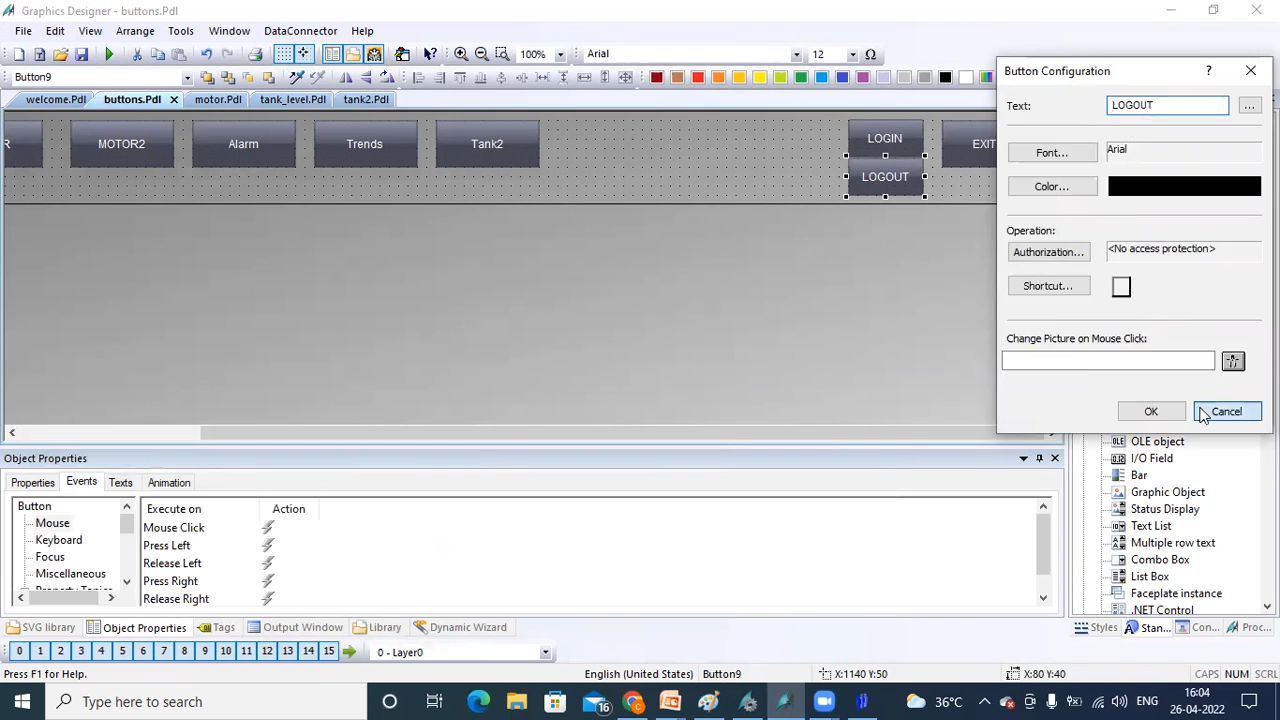 Graphics Designer - buttons.Pdl
File Edit View Arrange Tools Window DataConnector Help
100% Arial 12
Button9
welcome.Pdl buttons.Pdl motor.Pdl tank_level.Pdl tank2.Pdl
R MOTOR2 Alarm Trends Tank2 LOGIN EXIT
LOGOUT
Button Configuration ?
Text: LOGOUT ...
Font... Arial
Color...
Operation:
Authorization... <No access protection>
Shortcut...
Change Picture on Mouse Click:
OK Cancel
OLE object
I/O Field
Bar
Graphic Object
Status Display
Text List
Multiple row text
Combo Box
List Box
Faceplate instance
.NET Control
Object Properties
Properties Events Texts Animation
Button
Mouse
Keyboard
Focus
Miscellaneous
Property Topics
Execute on Action
Mouse Click
Press Left
Release Left
Press Right
Release Right
SVG library Object Properties Tags Output Window Library Dynamic Wizard
Styles Stan... Con... Proc...
0 1 2 3 4 5 6 7 8 9 10 11 12 13 14 15 0 - Layer0
Press F1 for Help. English (United States) Button9 X:1140 Y:50 X:80 Y:40 CAPS NUM SCRL
Type here to search 16 36°C ENG 16:04
26-04-2022